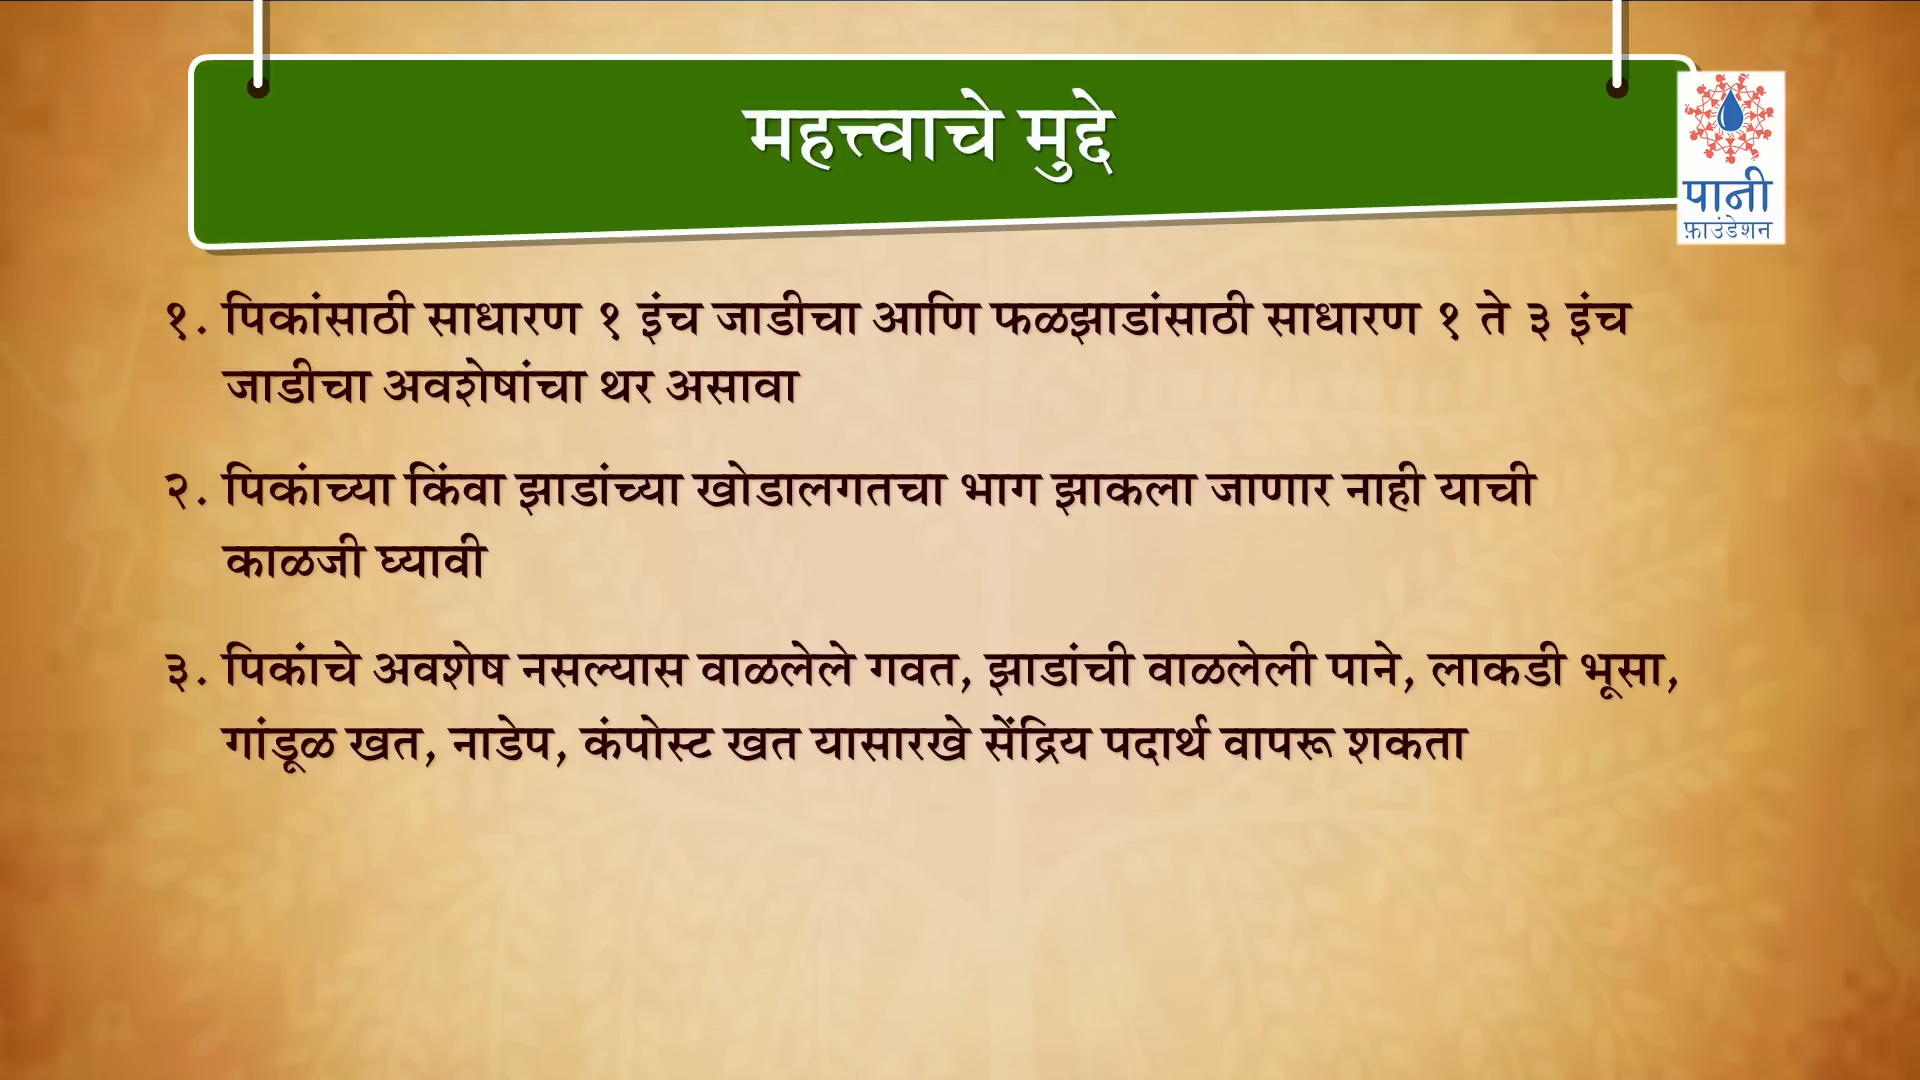 महत्त्वाचे मुद्दे
पानी
फ़ाउंडेशन
१. पिकांसाठी साधारण १ इंच जाडीचा आणि फळझाडांसाठी साधारण १ ते ३ इंच
जाडीचा अवशेषांचा थर असावा
२. पिकांच्या किंवा झाडांच्या खोडालगतचा भाग झाकला जाणार नाही याची
काळजी घ्यावी
३. पिकांचे अवशेष नसल्यास वाळलेले गवत, झाडांची वाळलेली पाने, लाकडी भूसा,
गांडूळ खत, नाडेप, कंपोस्ट खत यासारखे सेंद्रिय पदार्थ वापरू शकता